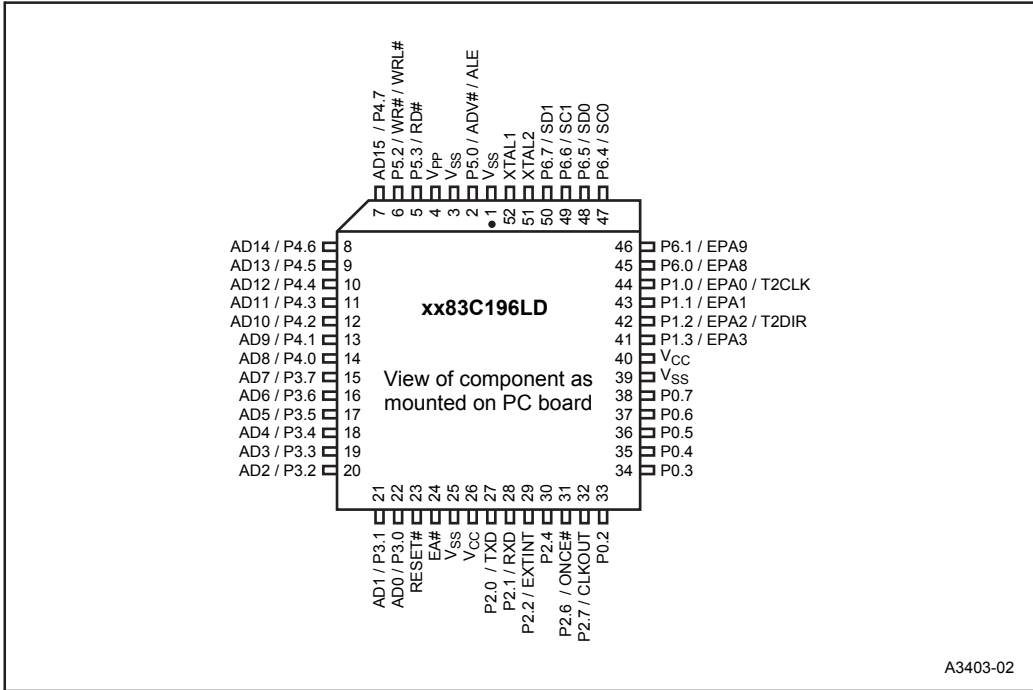 AD15 / P4.7
P5.2 / WR# / WRL#
P5.3 / RD#
VPP
VSS
P5.0 / ADV# / ALE
VSS
XTAL1
XTAL2
P6.7 / SD1
P6.6 / SC1
P6.5 / SD0
P6.4 / SC0
7 6 5 4 3 2 1 52 51 50 49 48 47
AD14 / P4.6 8
AD13 / P4.5 9
AD12 / P4.4 10
AD11 / P4.3 11
AD10 / P4.2 12
AD9 / P4.1 13
AD8 / P4.0 14
AD7 / P3.7 15
AD6 / P3.6 16
AD5 / P3.5 17
AD4 / P3.4 18
AD3 / P3.3 19
AD2 / P3.2 20
xx83C196LD
View of component as
mounted on PC board
46 P6.1 / EPA9
45 P6.0 / EPA8
44 P1.0 / EPA0 / T2CLK
43 P1.1 / EPA1
42 P1.2 / EPA2 / T2DIR
41 P1.3 / EPA3
40 VCC
39 VSS
38 P0.7
37 P0.6
36 P0.5
35 P0.4
34 P0.3
21 22 23 24 25 26 27 28 29 30 31 32 33
AD1 / P3.1
AD0 / P3.0
RESET#
EA#
VSS
VCC
P2.0 / TXD
P2.1 / RXD
P2.2 / EXTINT
P2.4
P2.6 / ONCE#
P2.7 / CLKOUT
P0.2
A3403-02